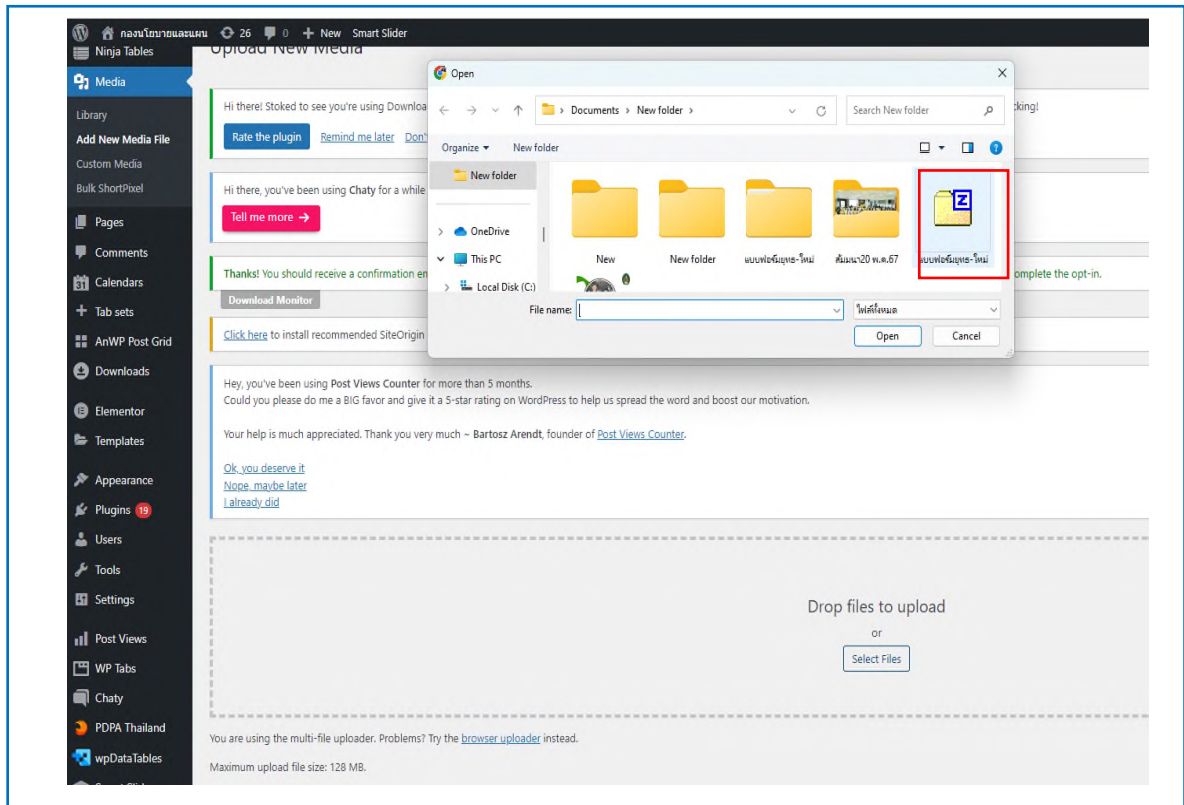 กองนโยบายและแผน 26 0 New Smart Slider
Ninja Tables
Upload New Media
Media
Library
Add New Media File
Custom Media
Bulk ShortPixel
Pages
Comments
Calendars
Tab sets
AnWP Post Grid
Downloads
Elementor
Templates
Appearance
Plugins 19
Users
Tools
Settings
Post Views
WP Tabs
Chaty
PDPA Thailand
wpDataTables
Hi there! Stoked to see you're using Downloa
cking!
Rate the plugin Remind me later Don't
Hi there, you've been using Chaty for a while
Tell me more →
Thanks! You should receive a confirmation en
omplete the opt-in.
Download Monitor
Click here to install recommended SiteOrigin
Hey, you've been using Post Views Counter for more than 5 months.
Could you please do me a BIG favor and give it a 5-star rating on WordPress to help us spread the word and boost our motivation.
Your help is much appreciated. Thank you very much ~ Bartosz Arendt, founder of Post Views Counter.
Ok, you deserve it
Nope, maybe later
I already did
Open
Documents > New folder >
Search New folder
Organize New folder
New folder
OneDrive
This PC
Local Disk (C:)
New
New folder
แบบฟอร์มยุทธ-ใหม่
สัมมนา20 พ.ค.67
แบบฟอร์มยุทธ-ใหม่
File name:
ไฟล์ทั้งหมด
Open Cancel
Drop files to upload
or
Select Files
You are using the multi-file uploader. Problems? Try the browser uploader instead.
Maximum upload file size: 128 MB.